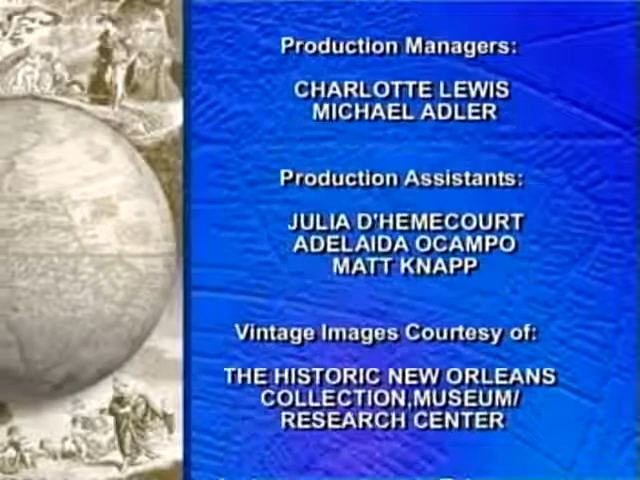 Production Managers:
CHARLOTTE LEWIS
MICHAEL ADLER
Production Assistants:
JULIA D'HEMECOURT
ADELAIDA OCAMPO
MATT KNAPP
Vintage Images Courtesy of:
THE HISTORIC NEW ORLEANS
COLLECTION,MUSEUM/
RESEARCH CENTER